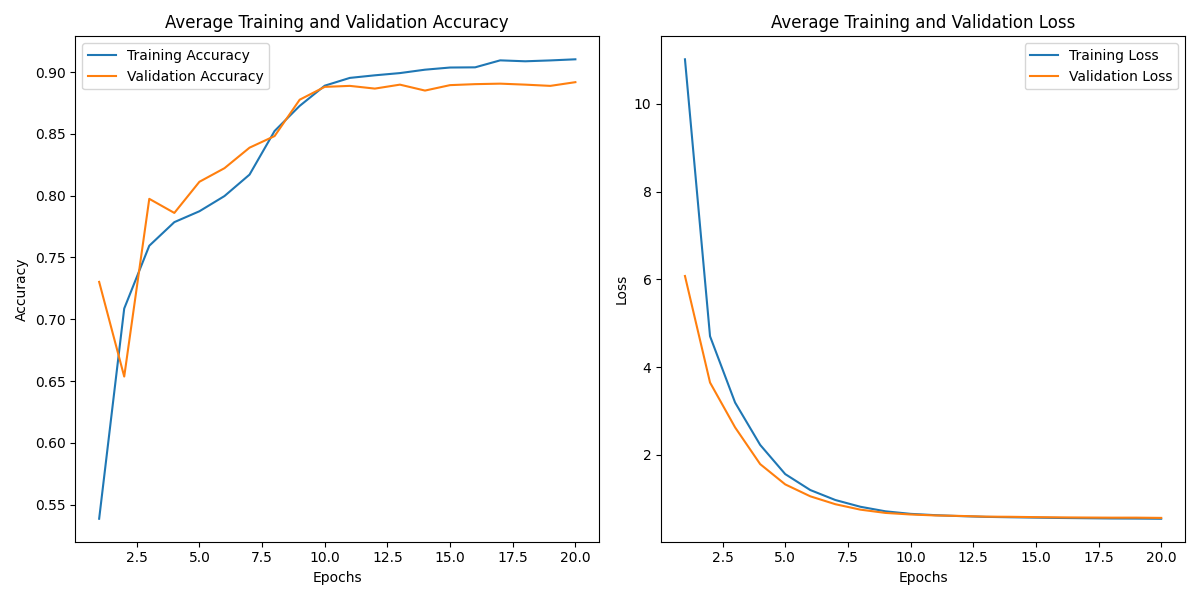 Average Training and Validation Accuracy
Training Accuracy
Validation Accuracy
0.90
0.85
0.80
0.75
0.70
0.65
0.60
0.55
Accuracy
2.5 5.0 7.5 10.0 12.5 15.0 17.5 20.0
Epochs
Average Training and Validation Loss
Training Loss
Validation Loss
10
8
6
4
2
Loss
2.5 5.0 7.5 10.0 12.5 15.0 17.5 20.0
Epochs